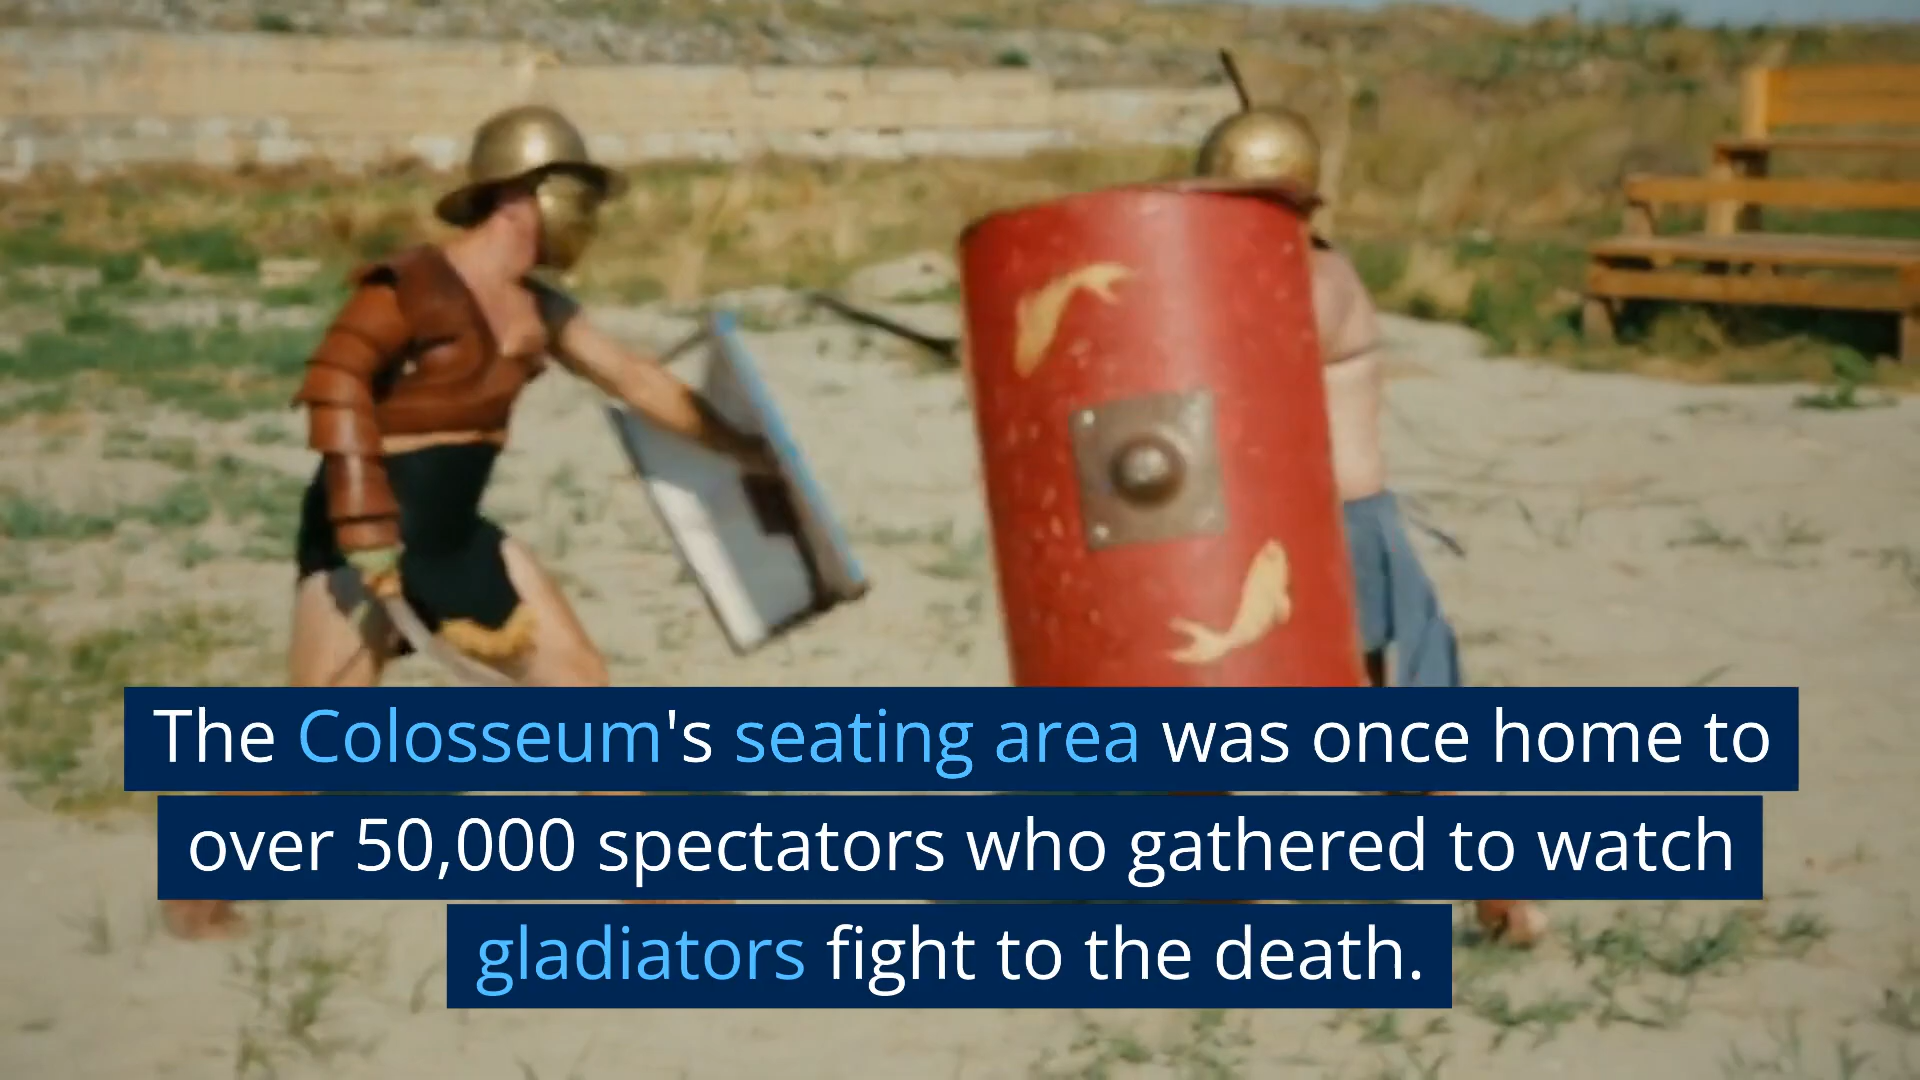 The Colosseum's seating area was once home to
over 50,000 spectators who gathered to watch
gladiators fight to the death.